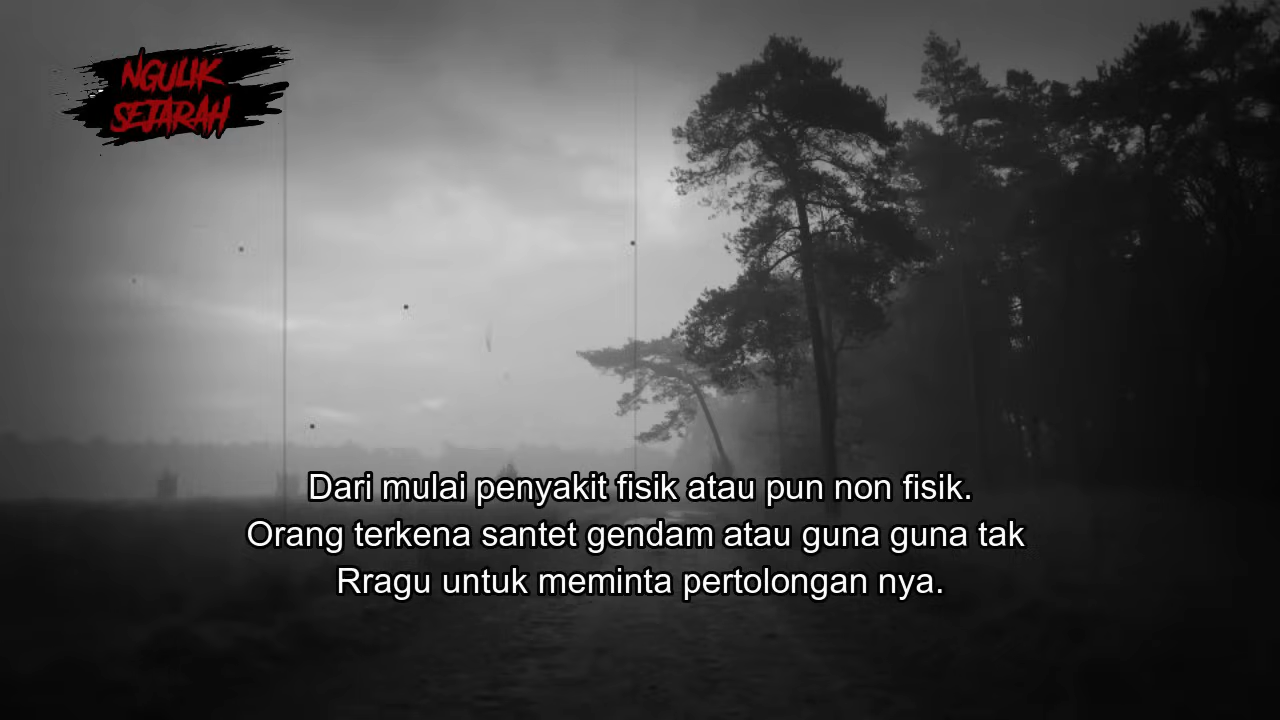 NGULIK
SEJARAH
Dari mulai penyakit fisik atau pun non fisik.
Orang terkena santet gendam atau guna guna tak
Rragu untuk meminta pertolongan nya.